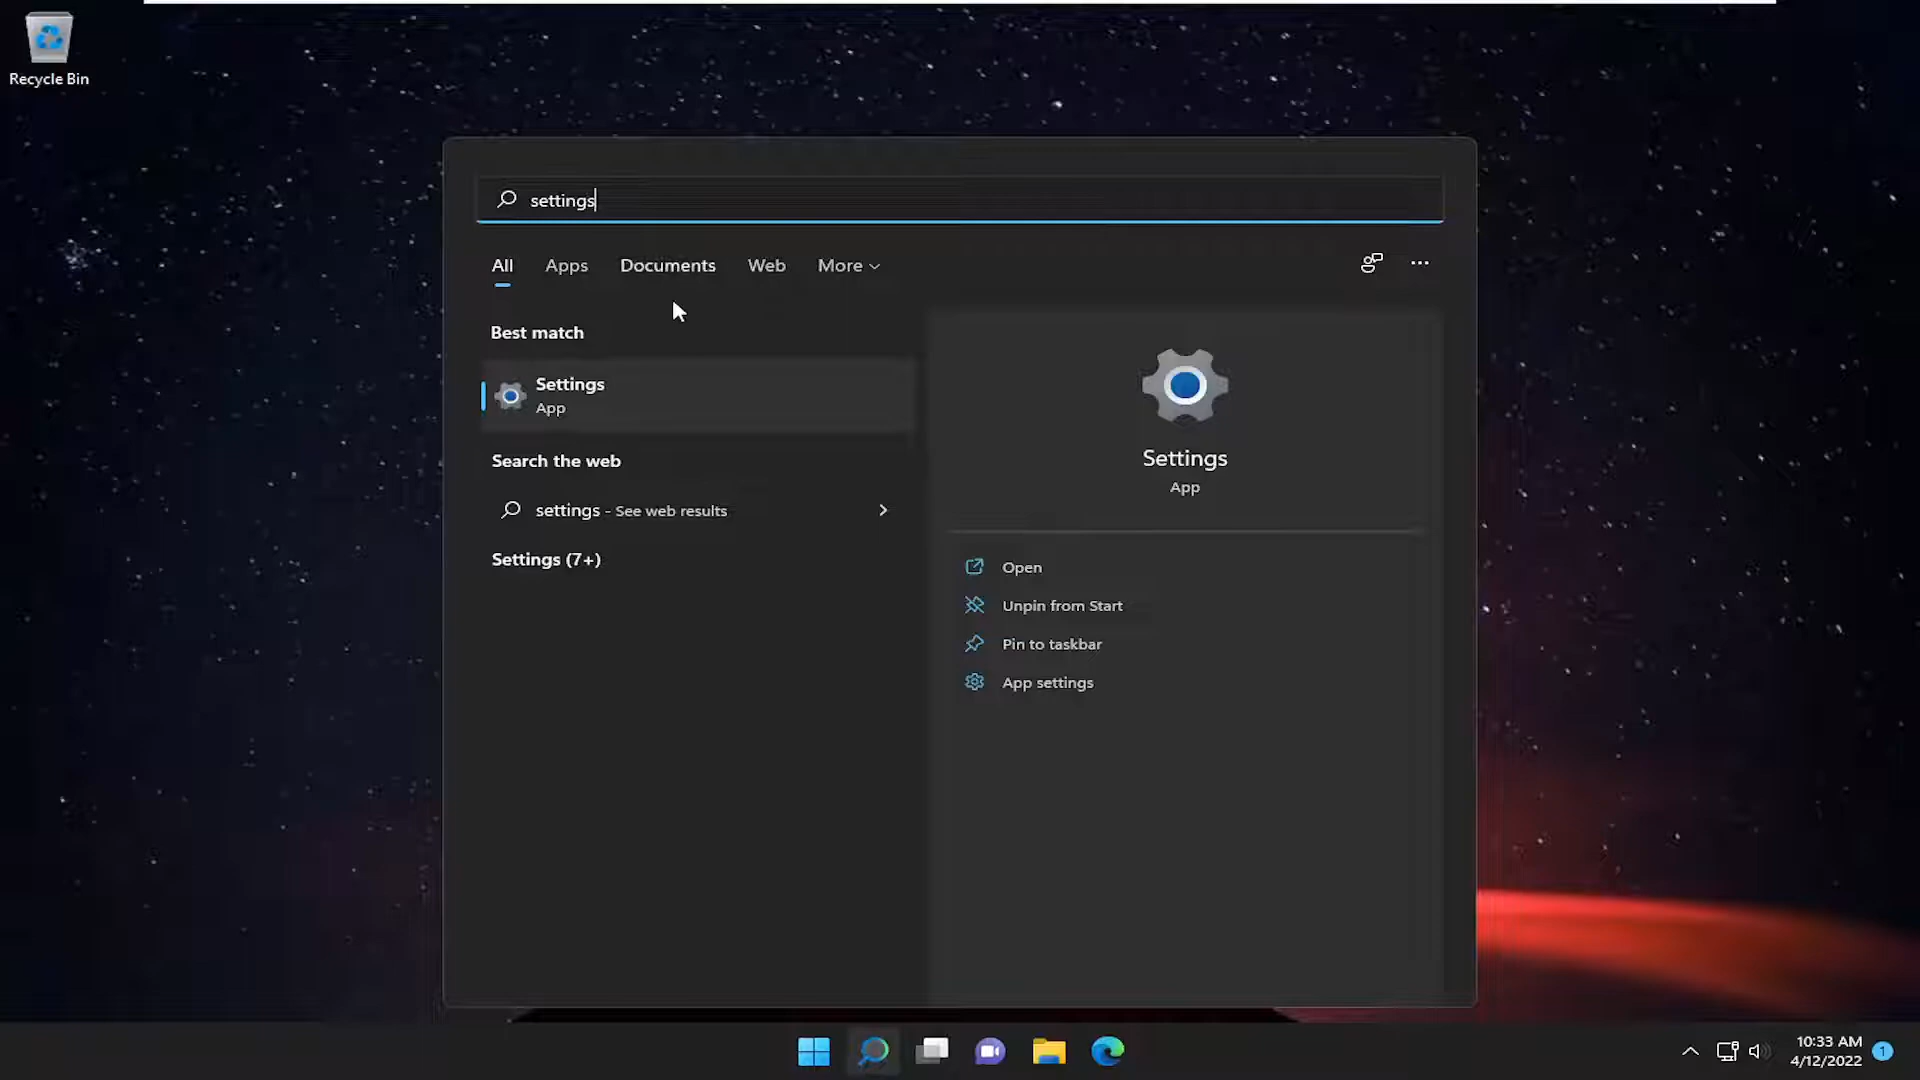 Recycle Bin
settings
All Apps Documents Web More
Best match
Settings
App
Search the web
settings - See web results
Settings (7+)
Settings
App
Open
Unpin from Start
Pin to taskbar
App settings
10:33 AM
4/12/2022
1